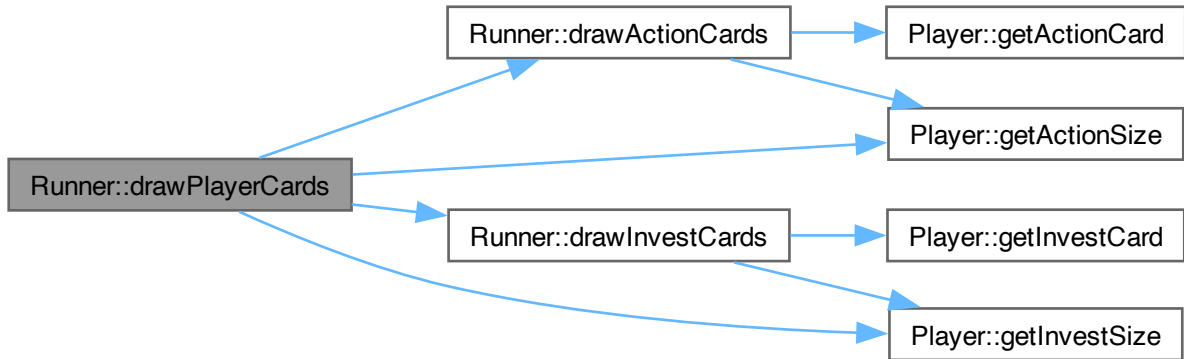 Runner::drawActionCards
Player::getActionCard
Player::getActionSize
Runner::drawPlayerCards
Runner::drawInvestCards
Player::getInvestCard
Player::getInvestSize